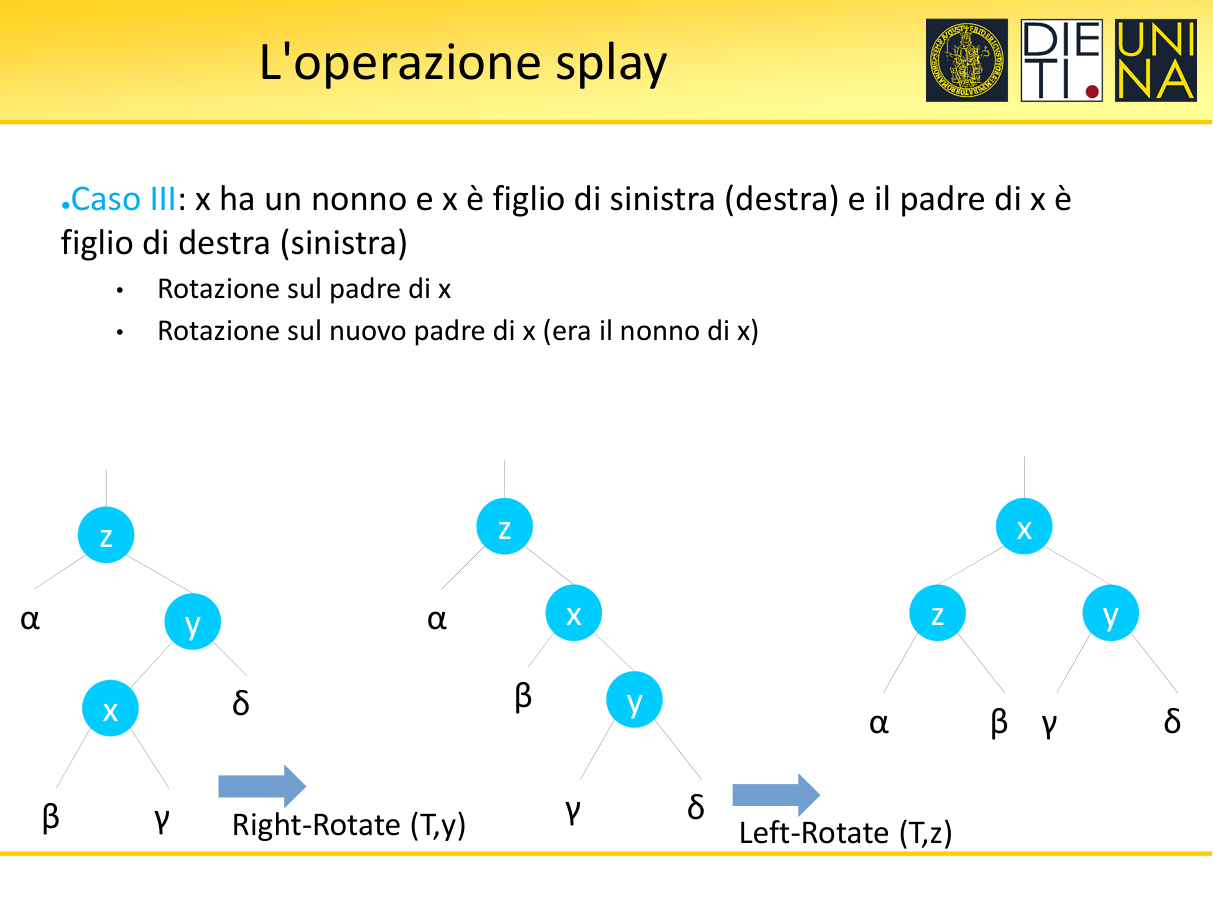 L'operazione splay
DIE
TI.
UNI
NA
•Caso III: x ha un nonno e x è figlio di sinistra (destra) e il padre di x è
figlio di destra (sinistra)
• Rotazione sul padre di x
• Rotazione sul nuovo padre di x (era il nonno di x)
z
α
y
x
δ
β
γ
Right-Rotate (T,y)
z
α
x
β
y
γ
δ
Left-Rotate (T,z)
x
z
y
α
β
γ
δ